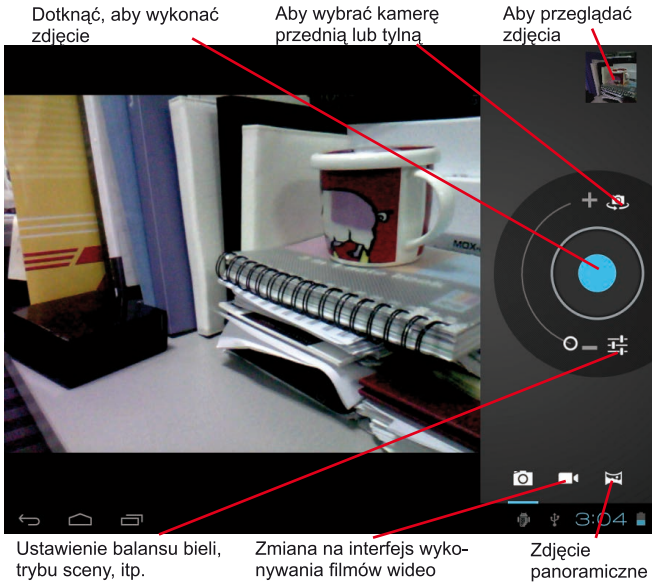 Dotknąć, aby wykonać
zdjęcie
Aby wybrać kamerę
przednią lub tylną
Aby przeglądać
zdjęcia
MAX
3:04
Ustawienie balansu bieli,
trybu sceny, itp.
Zmiana na interfejs wyko-
nywania filmów wideo
Zdjęcie
panoramiczne